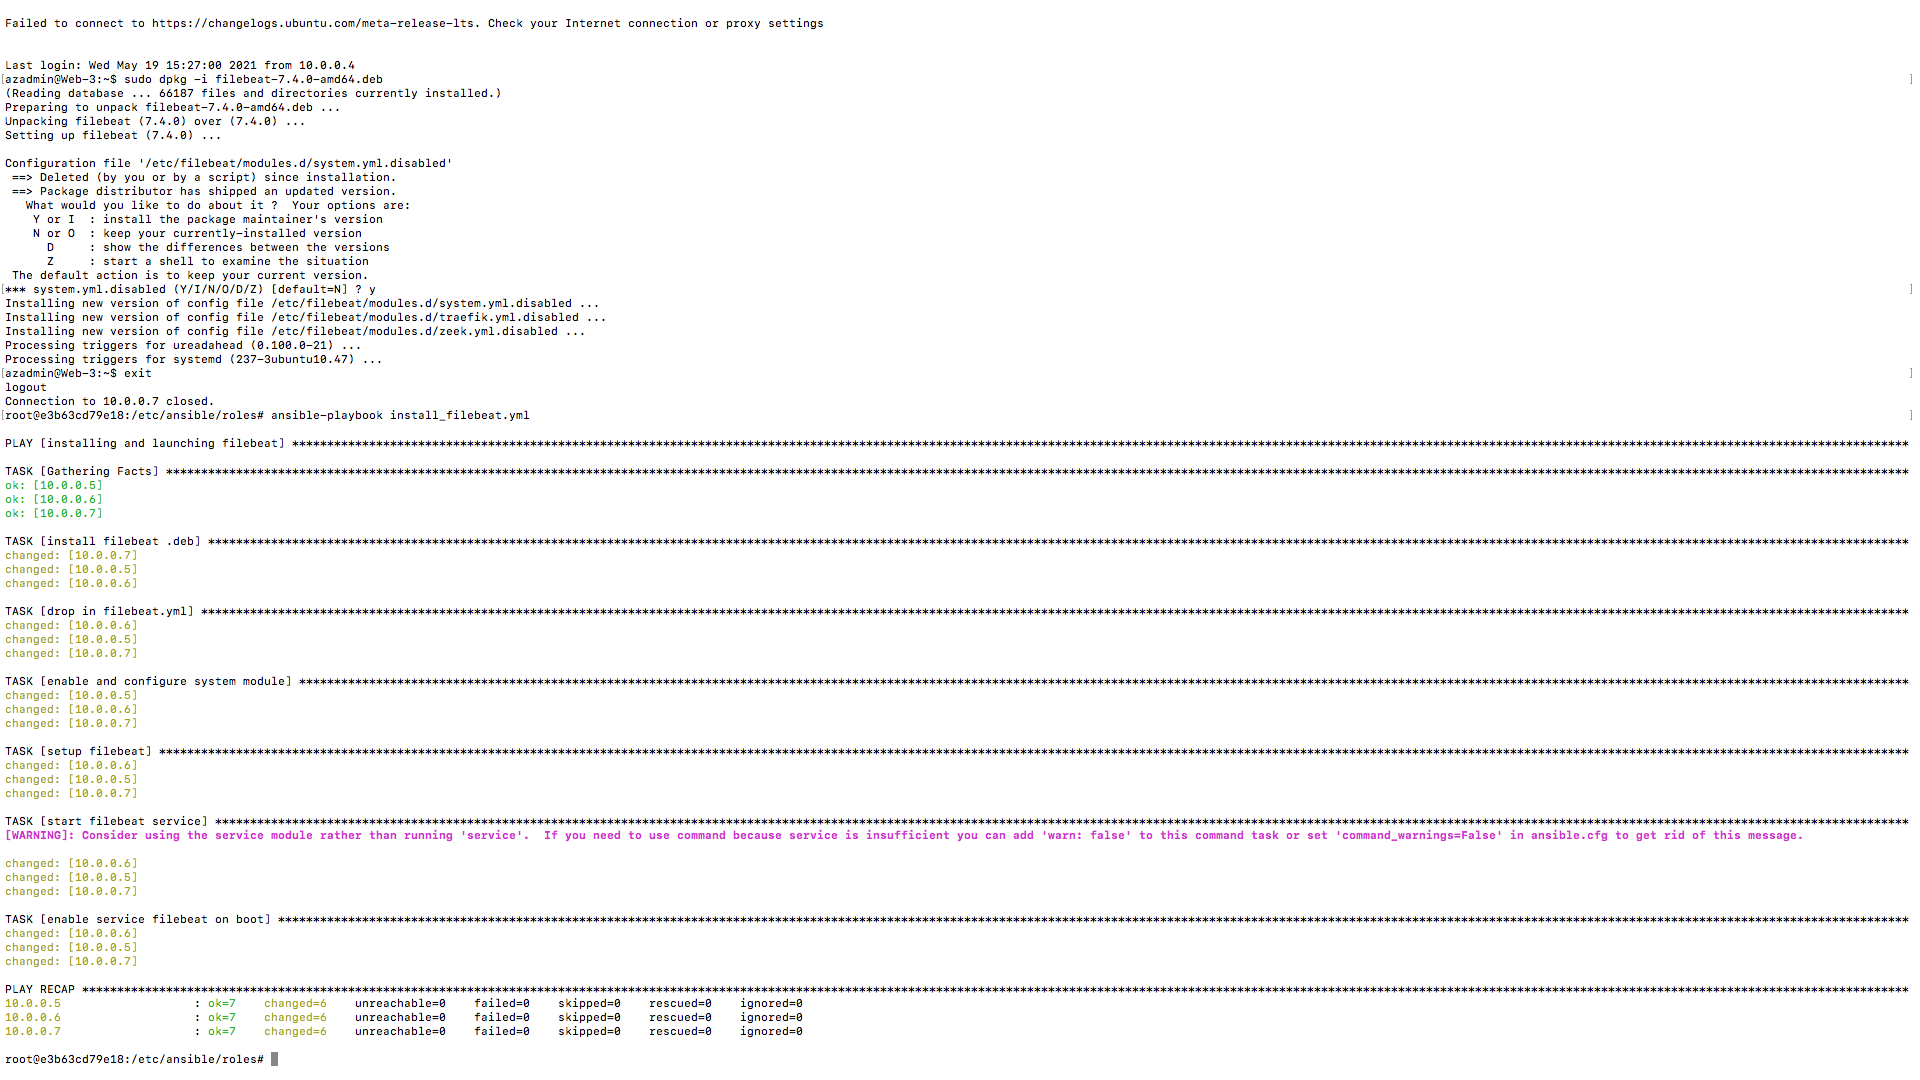 Failed to connect to https://changelogs.ubuntu.com/meta-release-lts. Check your Internet connection or proxy settings
Last login: Wed May 19 15:27:00 2021 from 10.0.0.4
[azadmin@Web-3:~$ sudo dpkg -i filebeat-7.4.0-amd64.deb ]
(Reading database ... 66187 files and directories currently installed.)
Preparing to unpack filebeat-7.4.0-amd64.deb ...
Unpacking filebeat (7.4.0) over (7.4.0) ...
Setting up filebeat (7.4.0) ...
Configuration file '/etc/filebeat/modules.d/system.yml.disabled'
 ==> Deleted (by you or by a script) since installation.
 ==> Package distributor has shipped an updated version.
   What would you like to do about it ?  Your options are:
    Y or I  : install the package maintainer's version
    N or O  : keep your currently-installed version
      D     : show the differences between the versions
      Z     : start a shell to examine the situation
 The default action is to keep your current version.
[*** system.yml.disabled (Y/I/N/O/D/Z) [default=N] ? y ]
Installing new version of config file /etc/filebeat/modules.d/system.yml.disabled ...
Installing new version of config file /etc/filebeat/modules.d/traefik.yml.disabled ...
Installing new version of config file /etc/filebeat/modules.d/zeek.yml.disabled ...
Processing triggers for ureadahead (0.100.0-21) ...
Processing triggers for systemd (237-3ubuntu10.47) ...
[azadmin@Web-3:~$ exit ]
logout
Connection to 10.0.0.7 closed.
[root@e3b63cd79e18:/etc/ansible/roles# ansible-playbook install_filebeat.yml ]
PLAY [installing and launching filebeat] ***************************************************************************
TASK [Gathering Facts] ***************************************************************************
ok: [10.0.0.5]
ok: [10.0.0.6]
ok: [10.0.0.7]
TASK [install filebeat .deb] ***************************************************************************
changed: [10.0.0.7]
changed: [10.0.0.5]
changed: [10.0.0.6]
TASK [drop in filebeat.yml] ***************************************************************************
changed: [10.0.0.6]
changed: [10.0.0.5]
changed: [10.0.0.7]
TASK [enable and configure system module] ***************************************************************************
changed: [10.0.0.5]
changed: [10.0.0.6]
changed: [10.0.0.7]
TASK [setup filebeat] ***************************************************************************
changed: [10.0.0.6]
changed: [10.0.0.5]
changed: [10.0.0.7]
TASK [start filebeat service] ***************************************************************************
[WARNING]: Consider using the service module rather than running 'service'.  If you need to use command because service is insufficient you can add 'warn: false' to this command task or set 'command_warnings=False' in ansible.cfg to get rid of this message.
changed: [10.0.0.6]
changed: [10.0.0.5]
changed: [10.0.0.7]
TASK [enable service filebeat on boot] ***************************************************************************
changed: [10.0.0.6]
changed: [10.0.0.5]
changed: [10.0.0.7]
PLAY RECAP ***************************************************************************
10.0.0.5                   : ok=7    changed=6    unreachable=0    failed=0    skipped=0    rescued=0    ignored=0
10.0.0.6                   : ok=7    changed=6    unreachable=0    failed=0    skipped=0    rescued=0    ignored=0
10.0.0.7                   : ok=7    changed=6    unreachable=0    failed=0    skipped=0    rescued=0    ignored=0
root@e3b63cd79e18:/etc/ansible/roles#